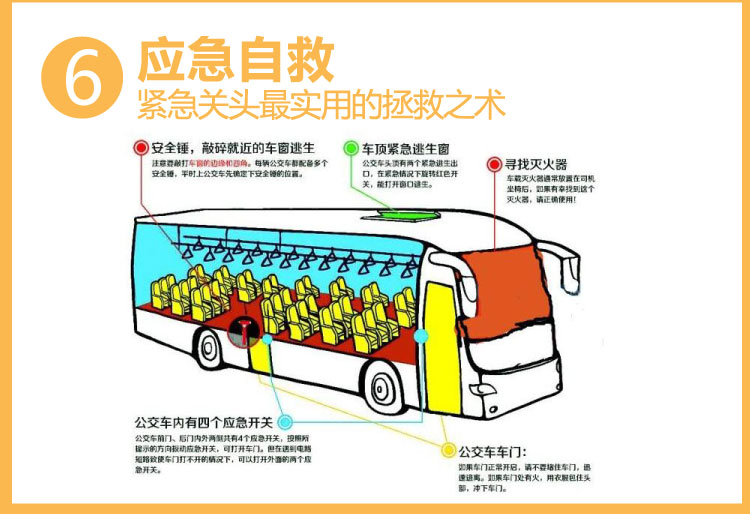 6
应急自救
紧急关头最实用的拯救之术
安全锤，敲碎就近的车窗逃生
注意要敲打车窗的边缘和四角。每辆公交车都配备多个
安全锤，平时上公交车先确定下安全锤的位置。
车顶紧急逃生窗
公交车头顶有两个紧急逃生出
口，在紧急情况下旋转红色开
关，能打开窗口逃生。
寻找灭火器
车载灭火器通常放置在司机
坐椅后，如果有幸找到这个
灭火器，请正确使用！
公交车内有四个应急开关
公交车前门、后门内外两侧共有4个应急开关，按照所
提示的方向扳动应急开关，可打开车门。但在遇到电路
短路致使车门打不开的情况下，可以打开外面的两个应
急开关。
公交车车门：
如果车门正常开启，请不要堵住车门，迅
速逃离。如果车门处有火，用衣服包住头
部，冲下车门。